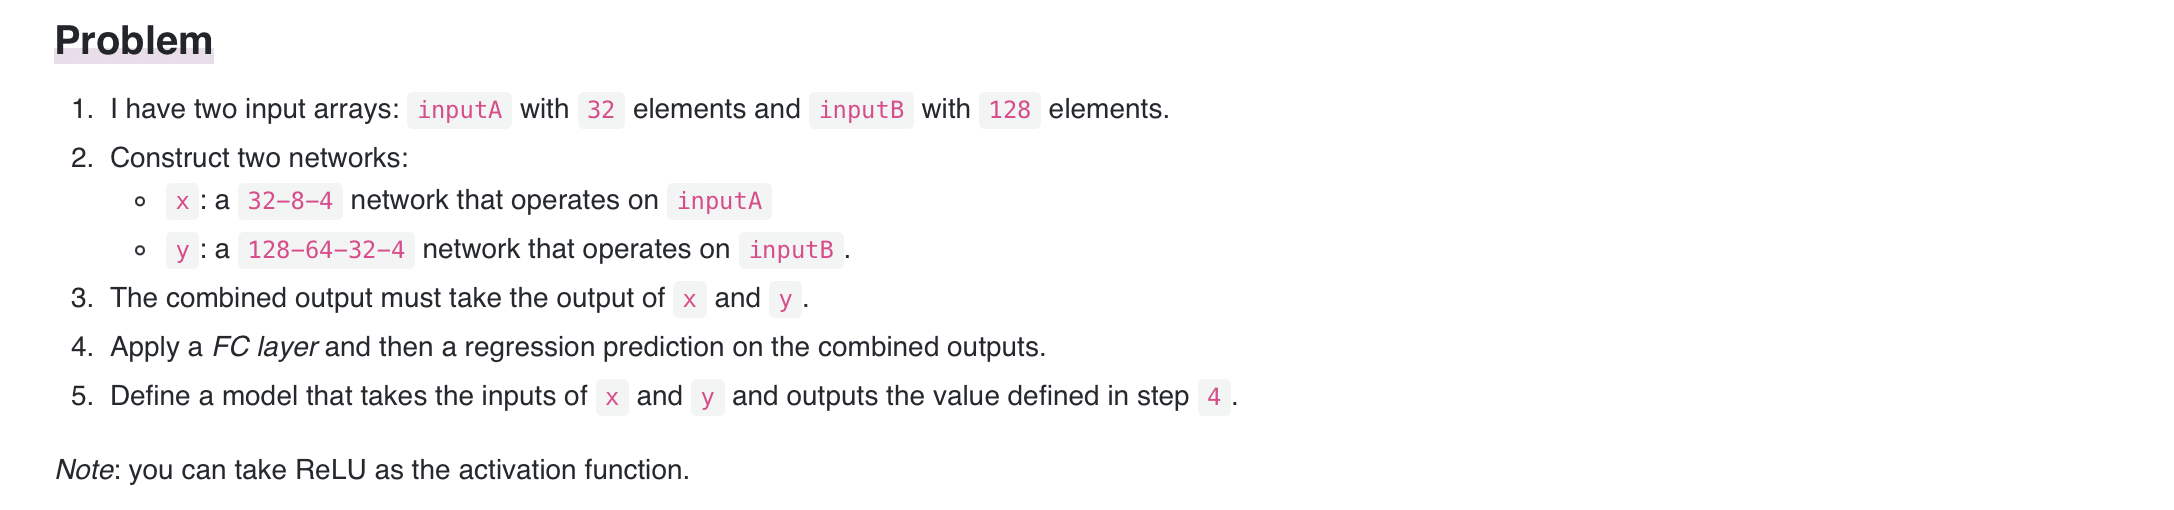 Problem
1. I have two input arrays: inputA with 32 elements and inputB with 128 elements.
2. Construct two networks:
x : a 32-8-4 network that operates on inputA
y : a 128-64-32-4 network that operates on inputB .
3. The combined output must take the output of x and y .
4. Apply a FC layer and then a regression prediction on the combined outputs.
5. Define a model that takes the inputs of x and y and outputs the value defined in step 4 .
Note: you can take ReLU as the activation function.